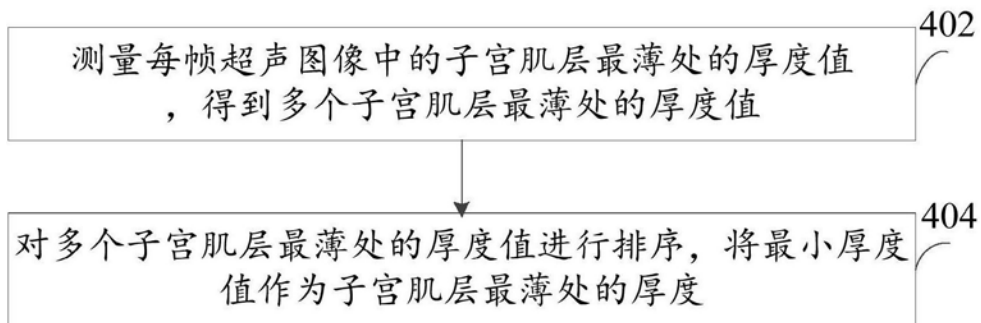 402
测量每帧超声图像中的子宫肌层最薄处的厚度值
，得到多个子宫肌层最薄处的厚度值
404
对多个子宫肌层最薄处的厚度值进行排序，将最小厚度
值作为子宫肌层最薄处的厚度